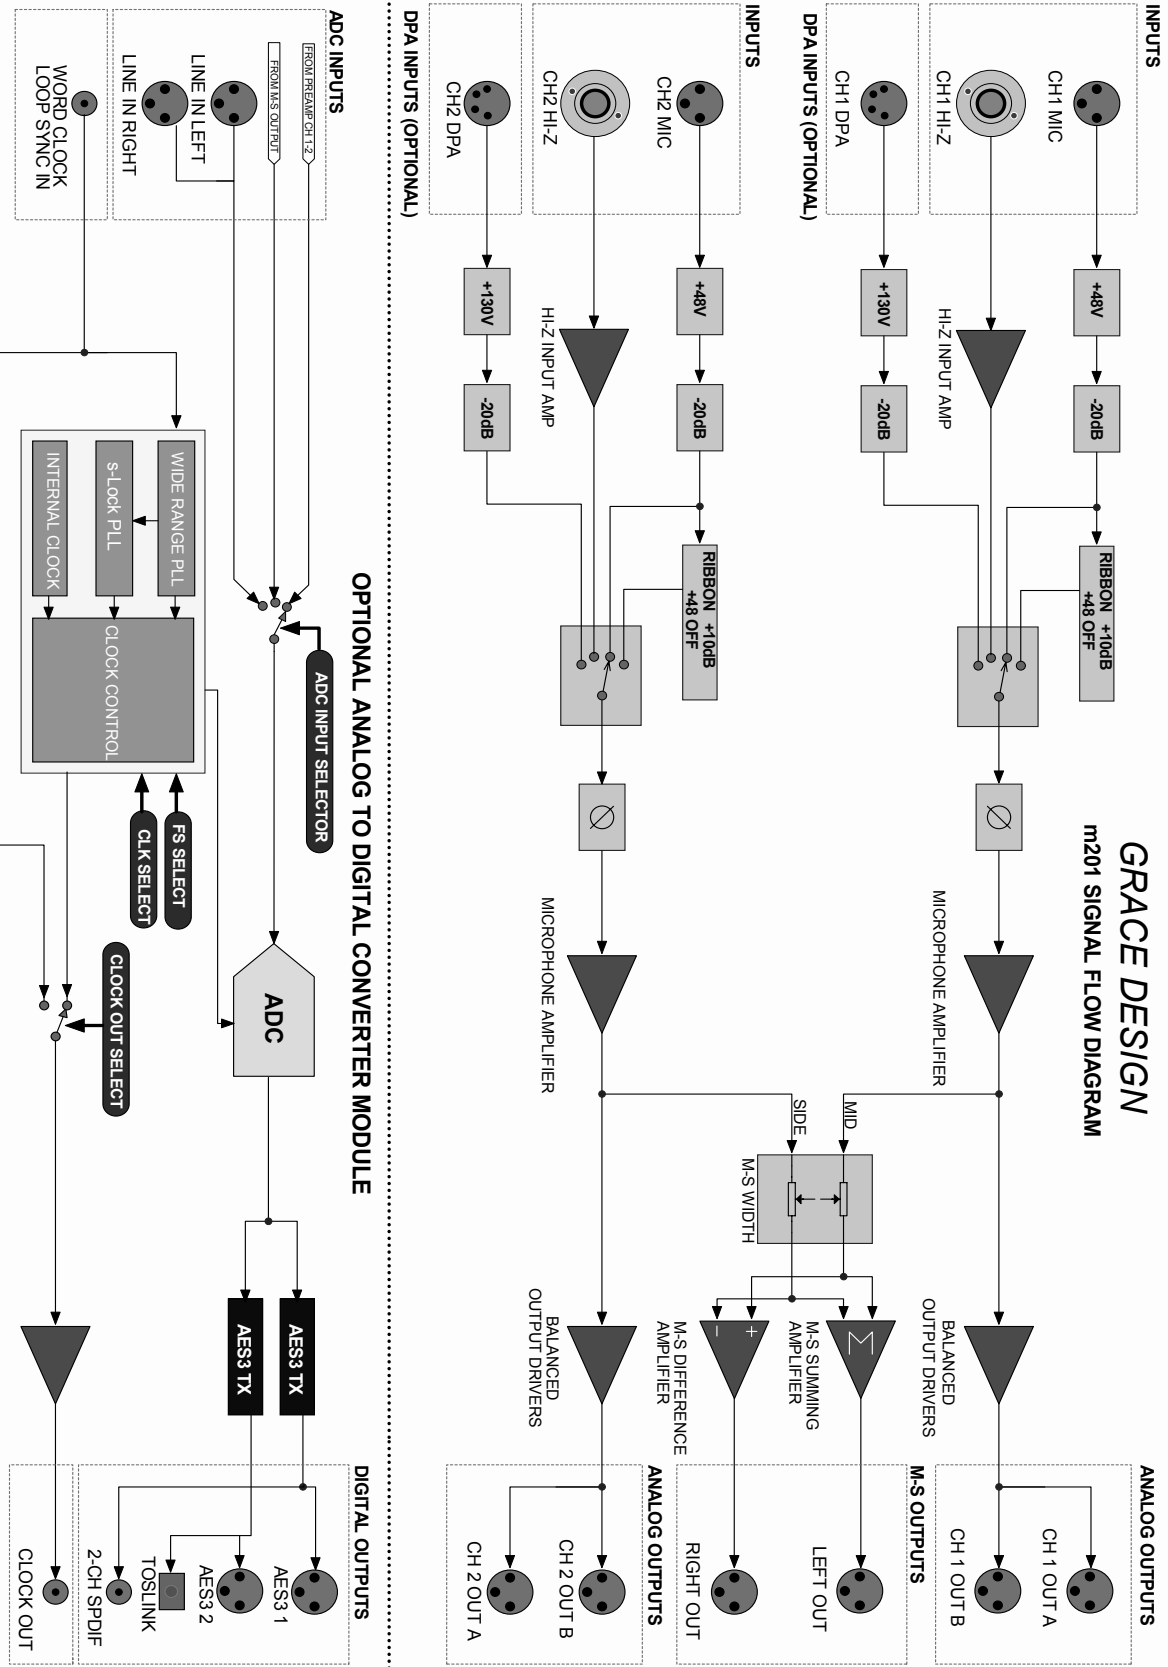 GRACE DESIGN
m201 SIGNAL FLOW DIAGRAM
INPUTS
CH1 MIC
CH1 HI-Z
DPA INPUTS (OPTIONAL)
CH1 DPA
+48V
-20dB
RIBBON +10dB
+48 OFF
HI-Z INPUT AMP
+130V
-20dB
MICROPHONE AMPLIFIER
BALANCED
OUTPUT DRIVERS
ANALOG OUTPUTS
CH 1 OUT A
CH 1 OUT B
MID
SIDE
M-S WIDTH
Σ
M-S SUMMING
AMPLIFIER
+
-
M-S DIFFERENCE
AMPLIFIER
M-S OUTPUTS
LEFT OUT
RIGHT OUT
INPUTS
CH2 MIC
CH2 HI-Z
DPA INPUTS (OPTIONAL)
CH2 DPA
+48V
-20dB
RIBBON +10dB
+48 OFF
HI-Z INPUT AMP
+130V
-20dB
MICROPHONE AMPLIFIER
BALANCED
OUTPUT DRIVERS
ANALOG OUTPUTS
CH 2 OUT B
CH 2 OUT A
OPTIONAL ANALOG TO DIGITAL CONVERTER MODULE
ADC INPUTS
FROM PREAMP CH 1-2
FROM M-S OUTPUT
LINE IN LEFT
LINE IN RIGHT
WORD CLOCK
LOOP SYNC IN
ADC INPUT SELECTOR
ADC
WIDE RANGE PLL
s-Lock PLL
INTERNAL CLOCK
CLOCK CONTROL
FS SELECT
CLK SELECT
CLOCK OUT SELECT
AES3 TX
AES3 TX
DIGITAL OUTPUTS
AES3 1
AES3 2
TOSLINK
2-CH SPDIF
CLOCK OUT